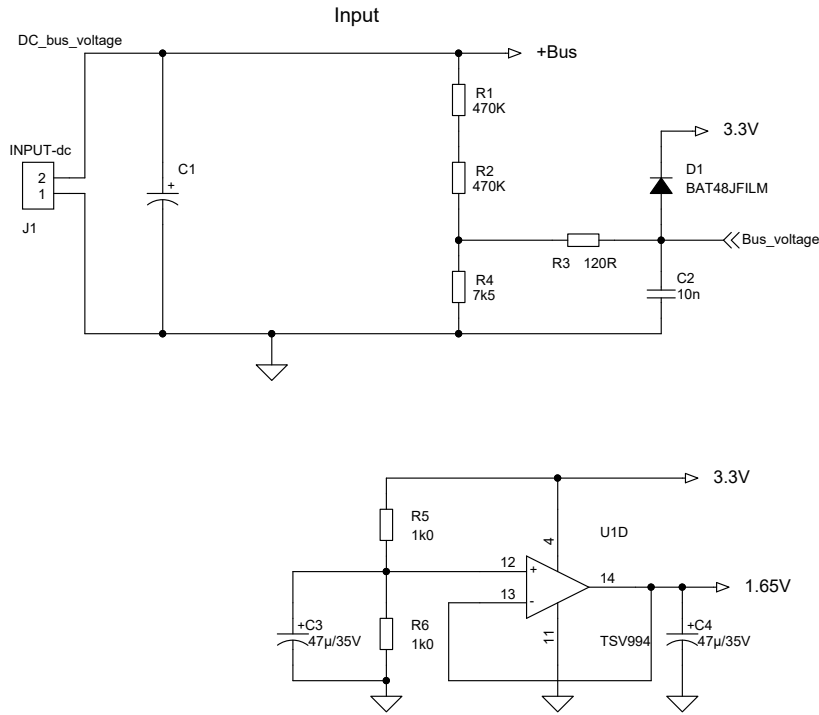 Input
DC_bus_voltage
+Bus
R1
470K
3.3V
INPUT-dc
C1
R2
470K
D1
BAT48JFILM
2
+
1
J1
Bus_voltage
R3 120R
R4
7k5
C2
10n
3.3V
R5
1k0
4
U1D
12
+
14
13
-
1.65V
+C3
47µ/35V
R6
1k0
11
TSV994
+C4
47µ/35V